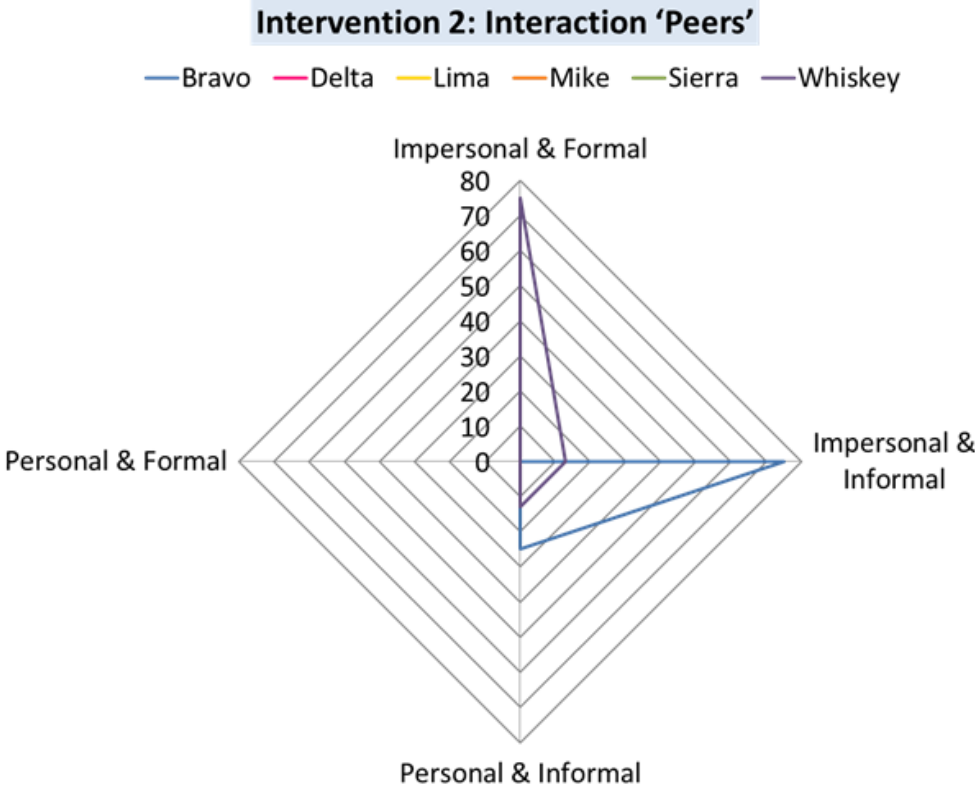 Intervention 2: Interaction ‘Peers’
Bravo Delta Lima Mike Sierra Whiskey
Impersonal & Formal
80
70
60
50
40
30
20
10
0
Personal & Formal
Impersonal &
Informal
Personal & Informal